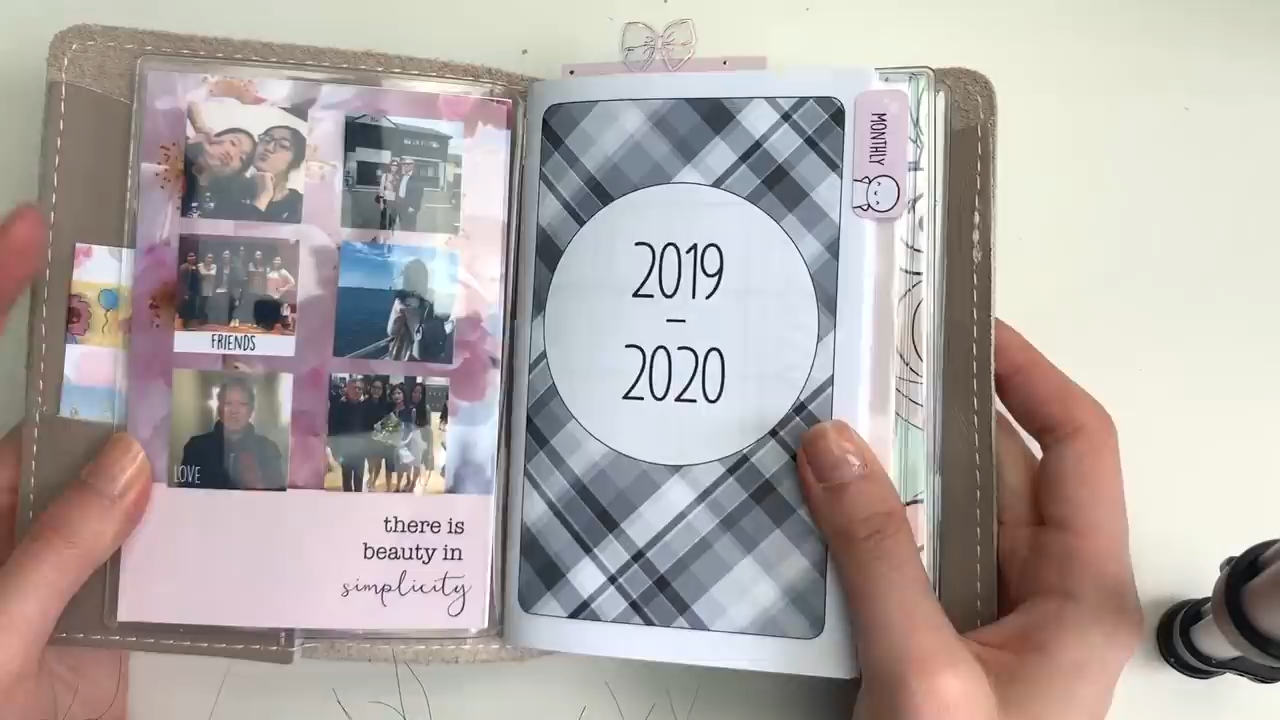 FRIENDS
LOVE
there is
beauty in
simplicity
2019
–
2020
MONTHLY